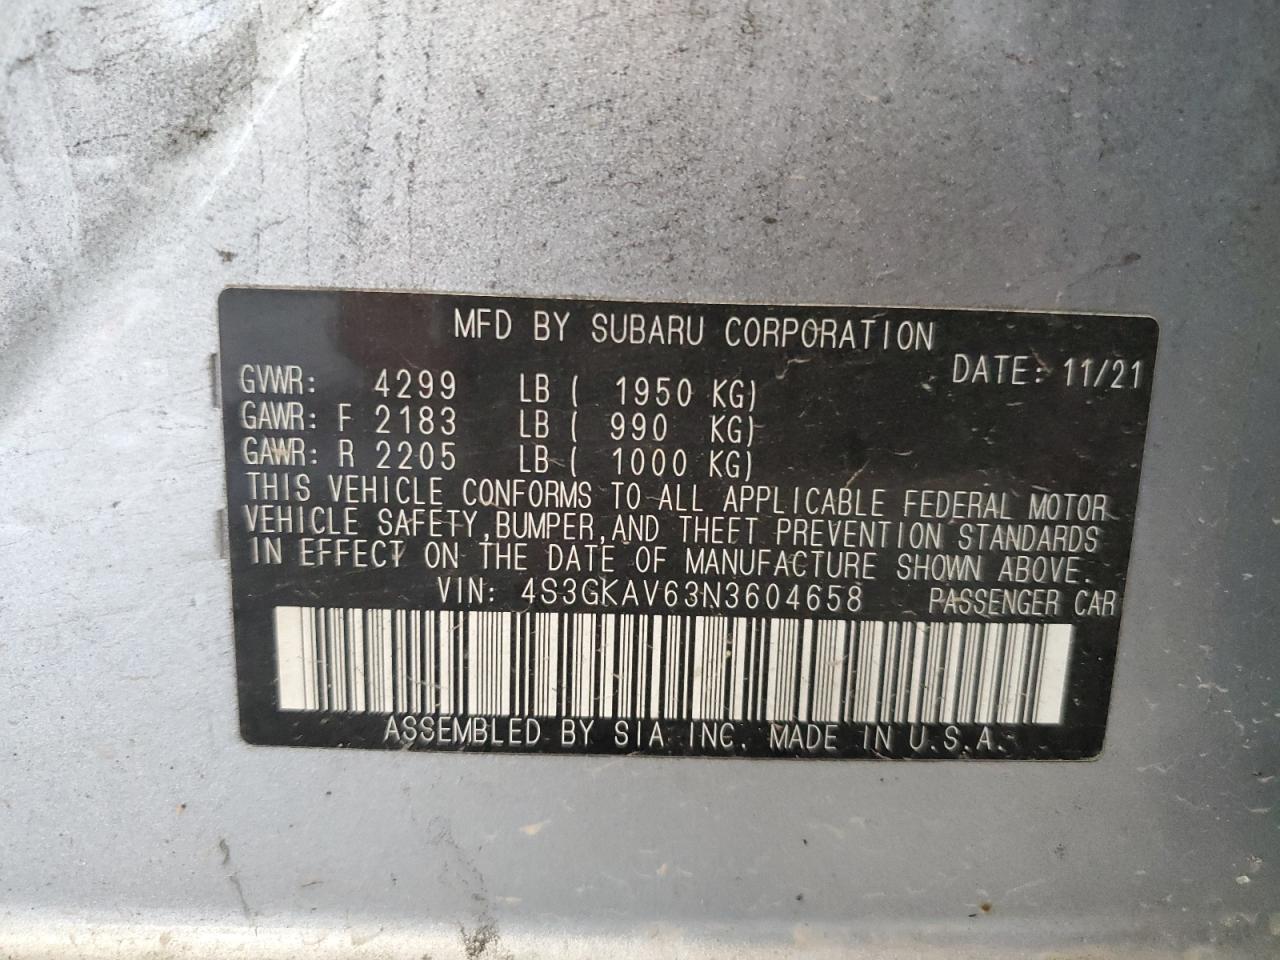 MFD BY SUBARU CORPORATION
DATE: 11/21
GVWR: 4299 LB ( 1950 KG)
GAWR: F 2183 LB ( 990 KG)
GAWR: R 2205 LB ( 1000 KG)
THIS VEHICLE CONFORMS TO ALL APPLICABLE FEDERAL MOTOR
VEHICLE SAFETY, BUMPER, AND THEFT PREVENTION STANDARDS
IN EFFECT ON THE DATE OF MANUFACTURE SHOWN ABOVE.
VIN: 4S3GKAV63N3604658 PASSENGER CAR
ASSEMBLED BY SIA INC. MADE IN U.S.A.